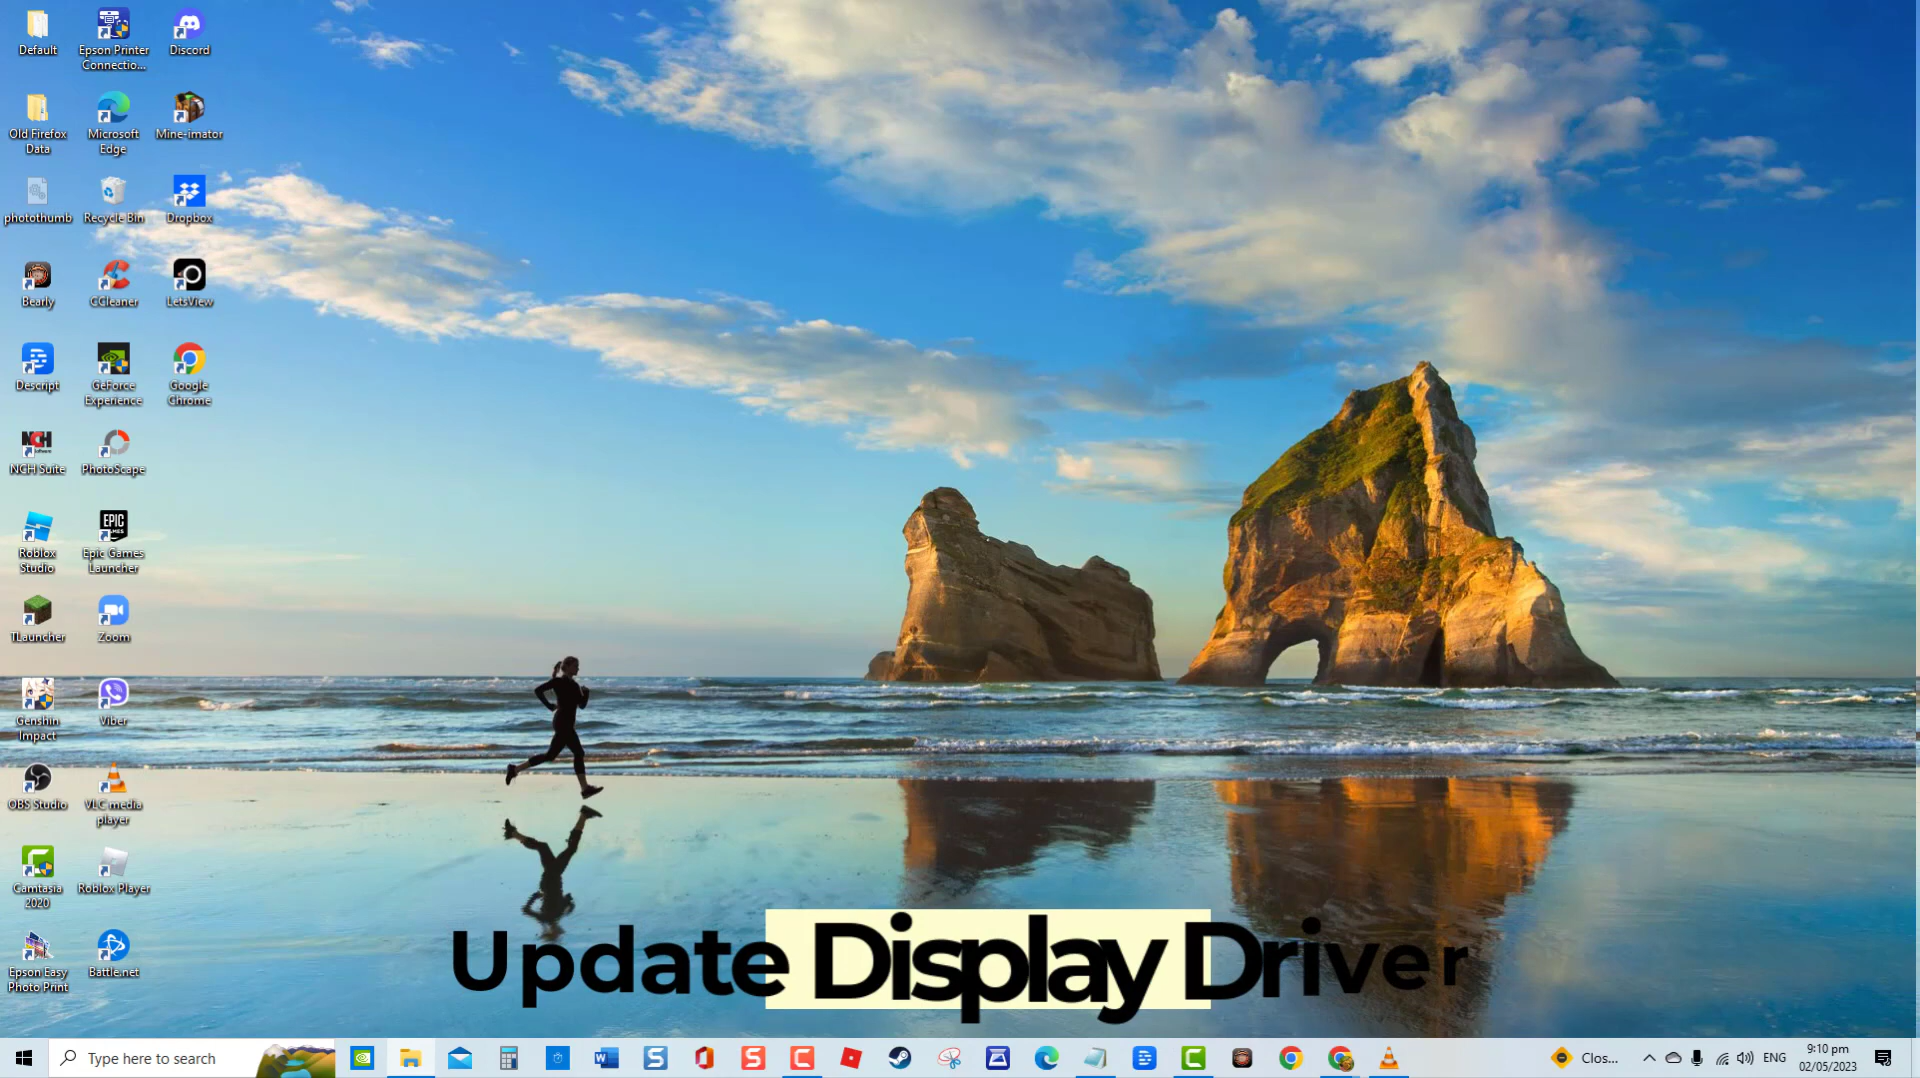 Default
Epson Printer
Connectio...
Discord
Old Firefox
Data
Microsoft
Edge
Mine-imator
photothumb
Recycle Bin
Dropbox
Bearly
CCleaner
LetsView
Descript
GeForce
Experience
Google
Chrome
NCH
NCH Suite
PhotoScape
Roblox
Studio
EPIC
GAMES
Epic Games
Launcher
TLauncher
Zoom
Genshin
Impact
Viber
OBS Studio
VLC media
player
Camtasia
2020
Roblox Player
Epson Easy
Photo Print
Battle.net
Update Display Driver
Type here to search
Clos...
ENG
9:10 pm
02/05/2023